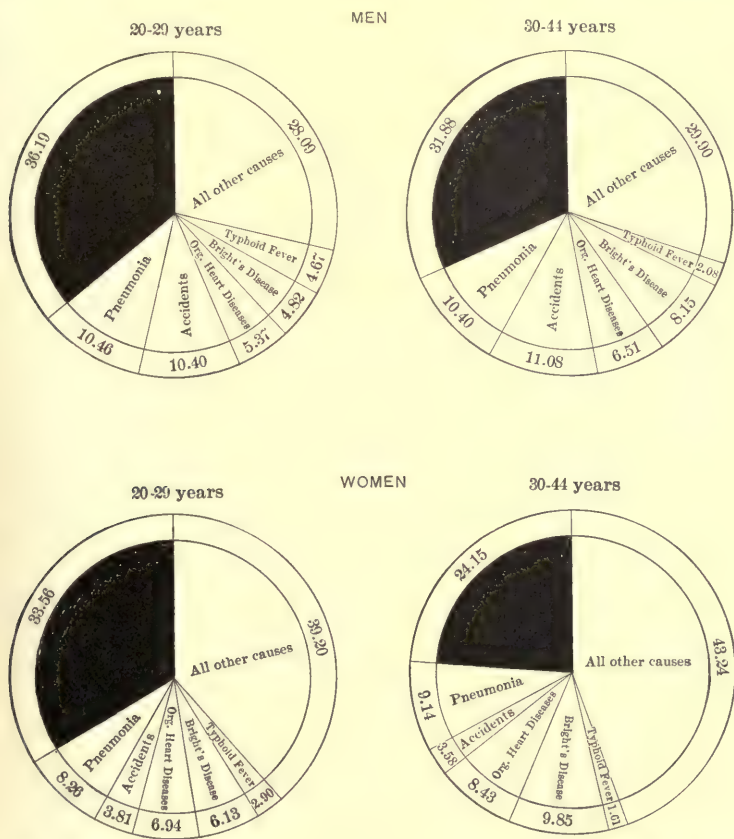 MEN
20-29 years
36.19
28.09
All other causes
Typhoid Fever
4.67
Bright's Disease
4.82
Org. Heart Diseases
5.37
Accidents
10.40
Pneumonia
10.46
30-44 years
31.88
29.90
All other causes
Typhoid Fever
2.08
Bright's Disease
8.15
Org. Heart Diseases
6.51
Accidents
11.08
Pneumonia
10.40
WOMEN
20-29 years
33.56
39.20
All other causes
Typhoid Fever
2.90
Bright's Disease
6.13
Org. Heart Diseases
6.94
Accidents
3.81
Pneumonia
8.26
30-44 years
24.15
43.24
All other causes
Typhoid Fever
1.61
Bright's Disease
9.85
Org. Heart Diseases
8.43
Accidents
3.58
Pneumonia
9.14